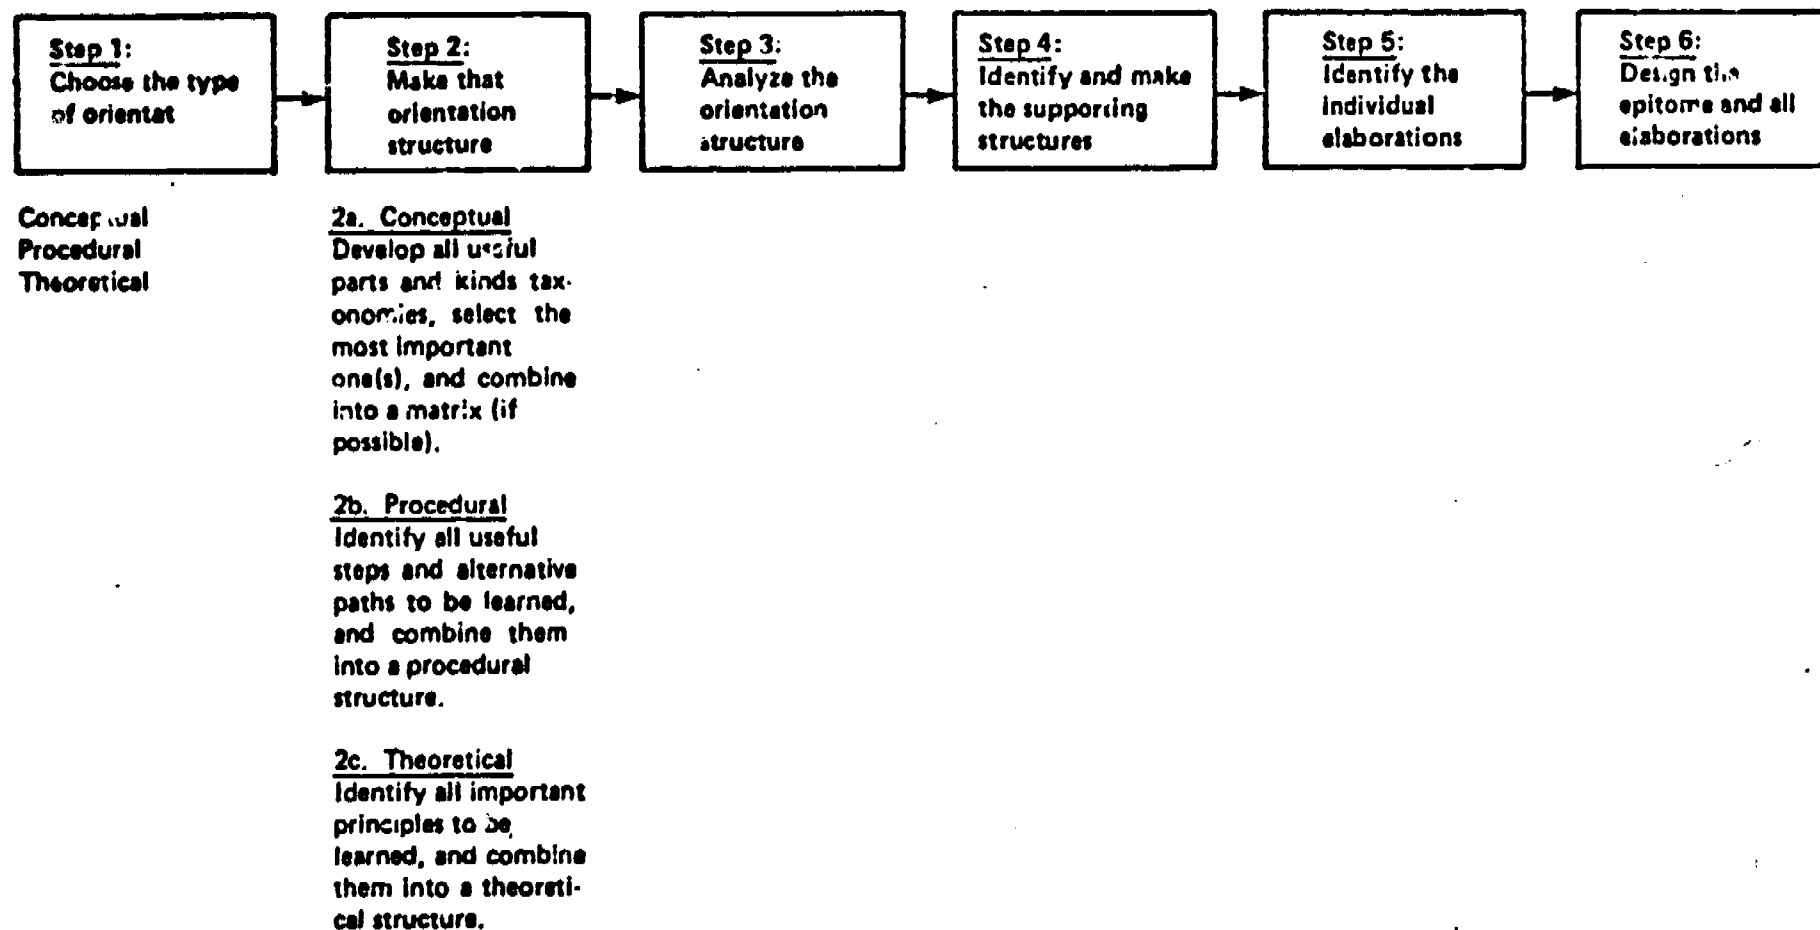 Step 1:
Choose the type
of orientat
Step 2:
Make that
orientation
structure
Step 3:
Analyze the
orientation
structure
Step 4:
Identify and make
the supporting
structures
Step 5:
Identify the
individual
elaborations
Step 6:
Design the
epitome and all
elaborations
Conceptual
Procedural
Theoretical
2a. Conceptual
Develop all useful
parts and kinds tax-
onomies, select the
most important
one(s), and combine
into a matrix (if
possible).
2b. Procedural
Identify all useful
steps and alternative
paths to be learned,
and combine them
into a procedural
structure.
2c. Theoretical
Identify all important
principles to be
learned, and combine
them into a theoreti-
cal structure.